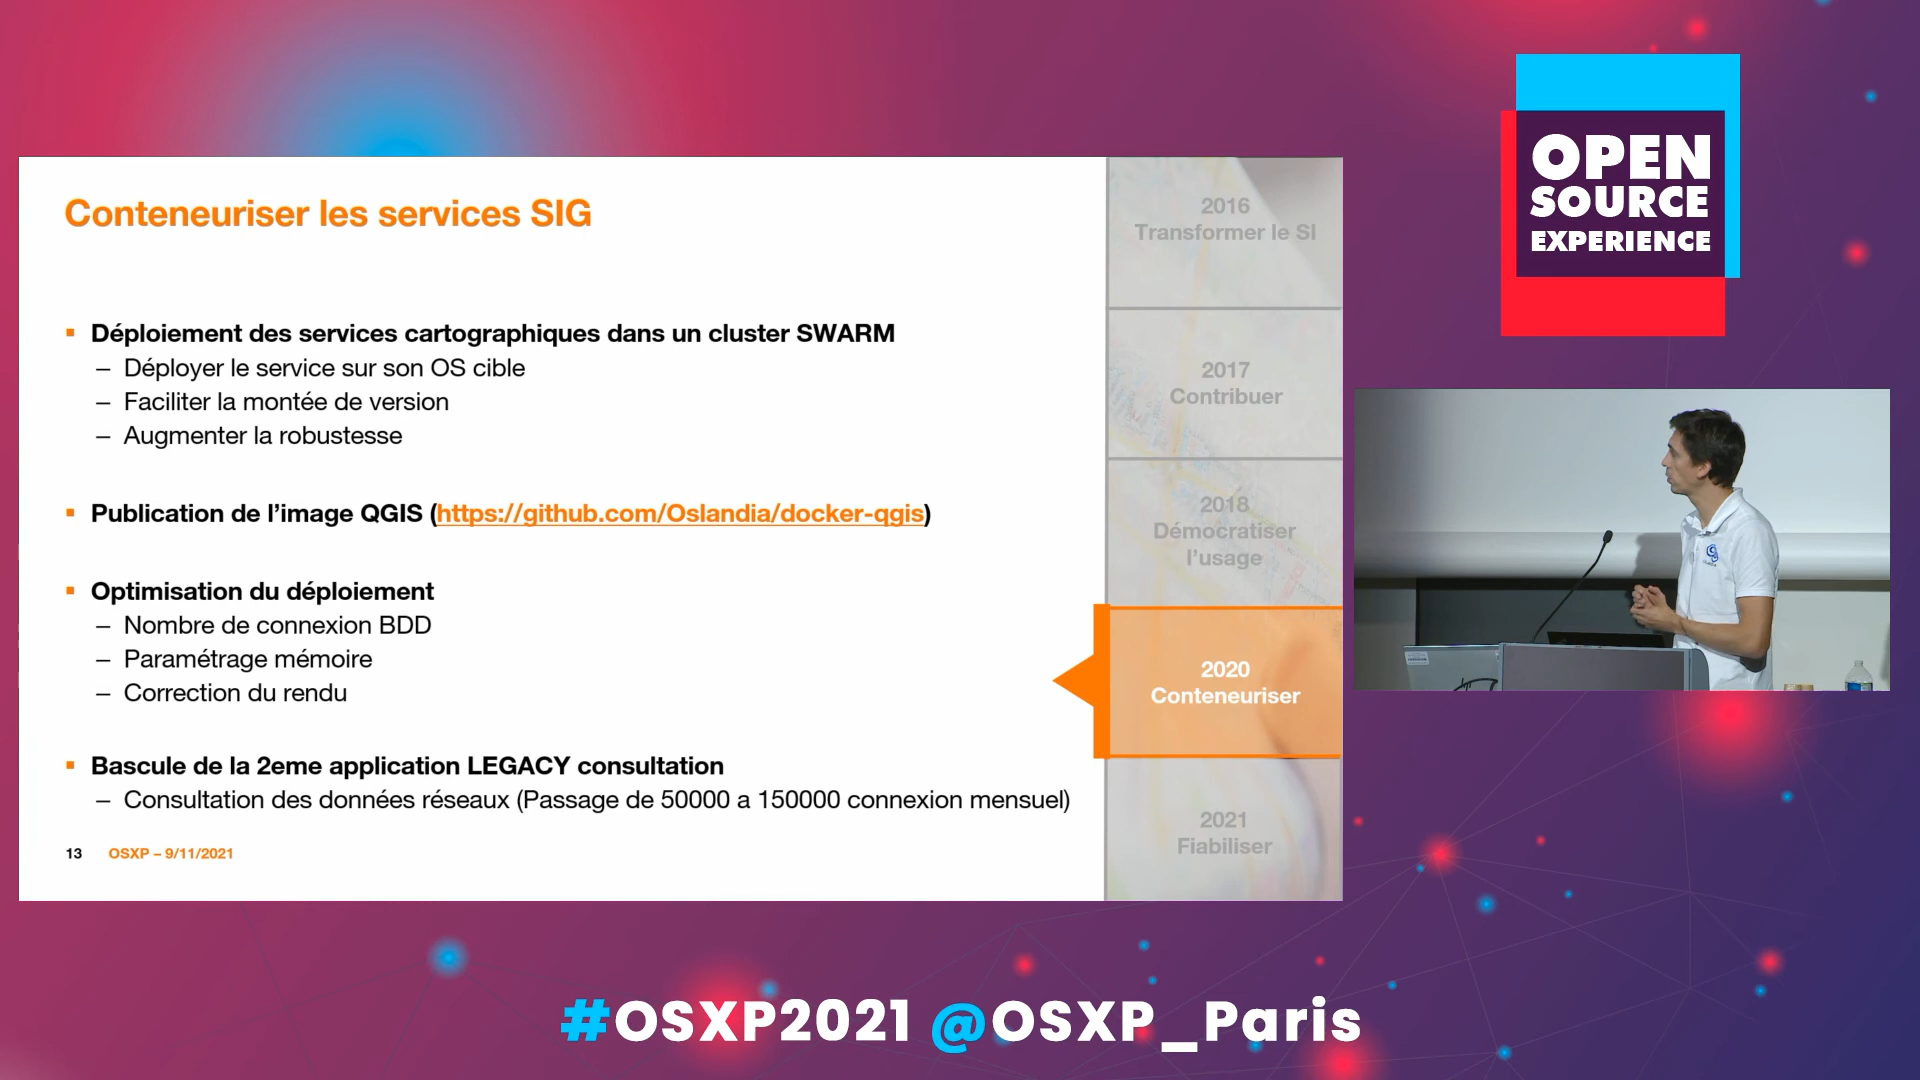 Conteneuriser les services SIG
▪ Déploiement des services cartographiques dans un cluster SWARM
– Déployer le service sur son OS cible
– Faciliter la montée de version
– Augmenter la robustesse
▪ Publication de l’image QGIS (https://github.com/Oslandia/docker-qgis)
▪ Optimisation du déploiement
– Nombre de connexion BDD
– Paramétrage mémoire
– Correction du rendu
▪ Bascule de la 2eme application LEGACY consultation
– Consultation des données réseaux (Passage de 50000 a 150000 connexion mensuel)
13 OSXP – 9/11/2021
2016
Transformer le SI
2017
Contribuer
2018
Démocratiser
l’usage
2020
Conteneuriser
2021
Fiabiliser
OPEN
SOURCE
EXPERIENCE
#OSXP2021 @OSXP_Paris